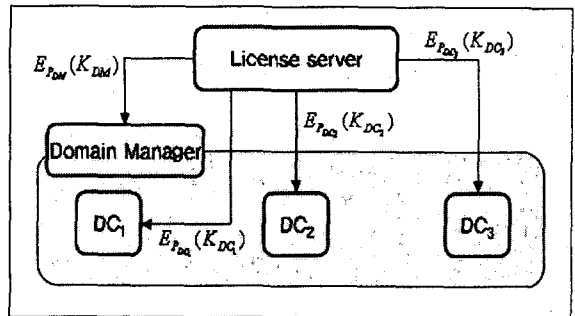 License server
E_{P_{DM}}(K_{DM})
E_{P_{DC_3}}(K_{DC_3})
E_{P_{DC_2}}(K_{DC_2})
Domain Manager
DC₁
DC₂
DC₃
E_{P_{DC_1}}(K_{DC_1})